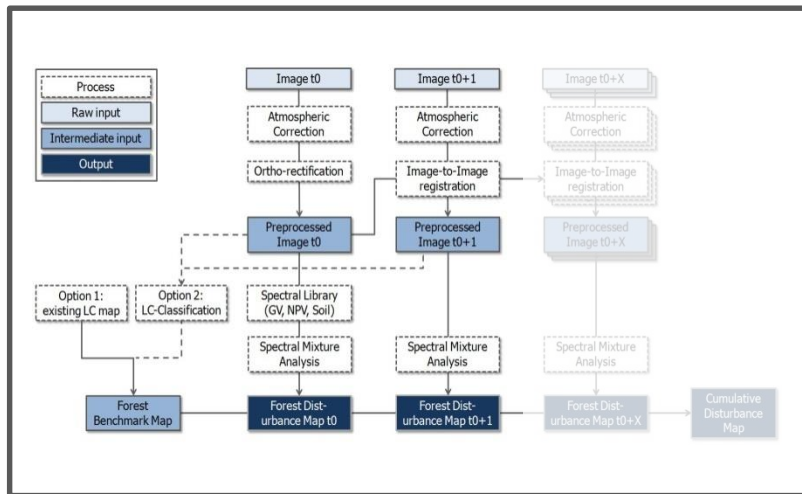 Process
Raw input
Intermediate input
Output
Image t0
Image t0+1
Image t0+X
Atmospheric
Correction
Atmospheric
Correction
Atmospheric
Correction
Ortho-rectification
Image-to-Image
registration
Image-to-Image
registration
Preprocessed
Image t0
Preprocessed
Image t0+1
Preprocessed
Image t0+X
Option 1:
existing LC map
Option 2:
LC-Classification
Spectral Library
(GV, NPV, Soil)
Spectral Mixture
Analysis
Spectral Mixture
Analysis
Spectral Mixture
Analysis
Forest
Benchmark Map
Forest Dist-
urbance Map t0
Forest Dist-
urbance Map t0+1
Forest Dist-
urbance Map t0+X
Cumulative
Disturbance
Map